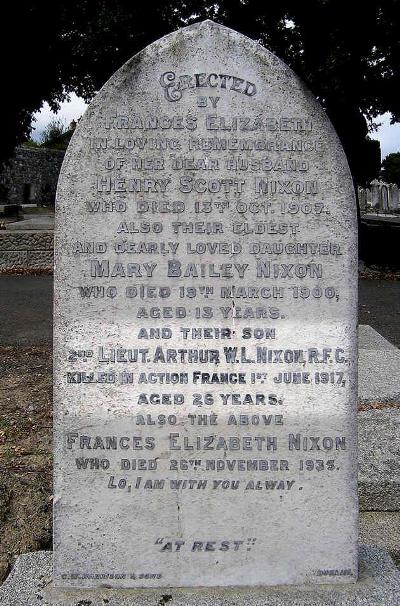 ERECTED
BY
FRANCES ELIZABETH
IN LOVING REMEMBRANCE
OF HER DEAR HUSBAND
HENRY SCOTT NIXON
WHO DIED 13TH OCT. 1907.
ALSO THEIR ELDEST
AND DEARLY LOVED DAUGHTER
MARY BAILEY NIXON
WHO DIED 19TH MARCH 1900,
AGED 13 YEARS.
AND THEIR SON
2ND LIEUT. ARTHUR W.L. NIXON, R.F.C.
KILLED IN ACTION FRANCE 1ST JUNE 1917,
AGED 26 YEARS.
ALSO THE ABOVE
FRANCES ELIZABETH NIXON
WHO DIED 26TH NOVEMBER 1935.
LO, I AM WITH YOU ALWAY.
"AT REST".
HARRISON & SONS
DUBLIN.